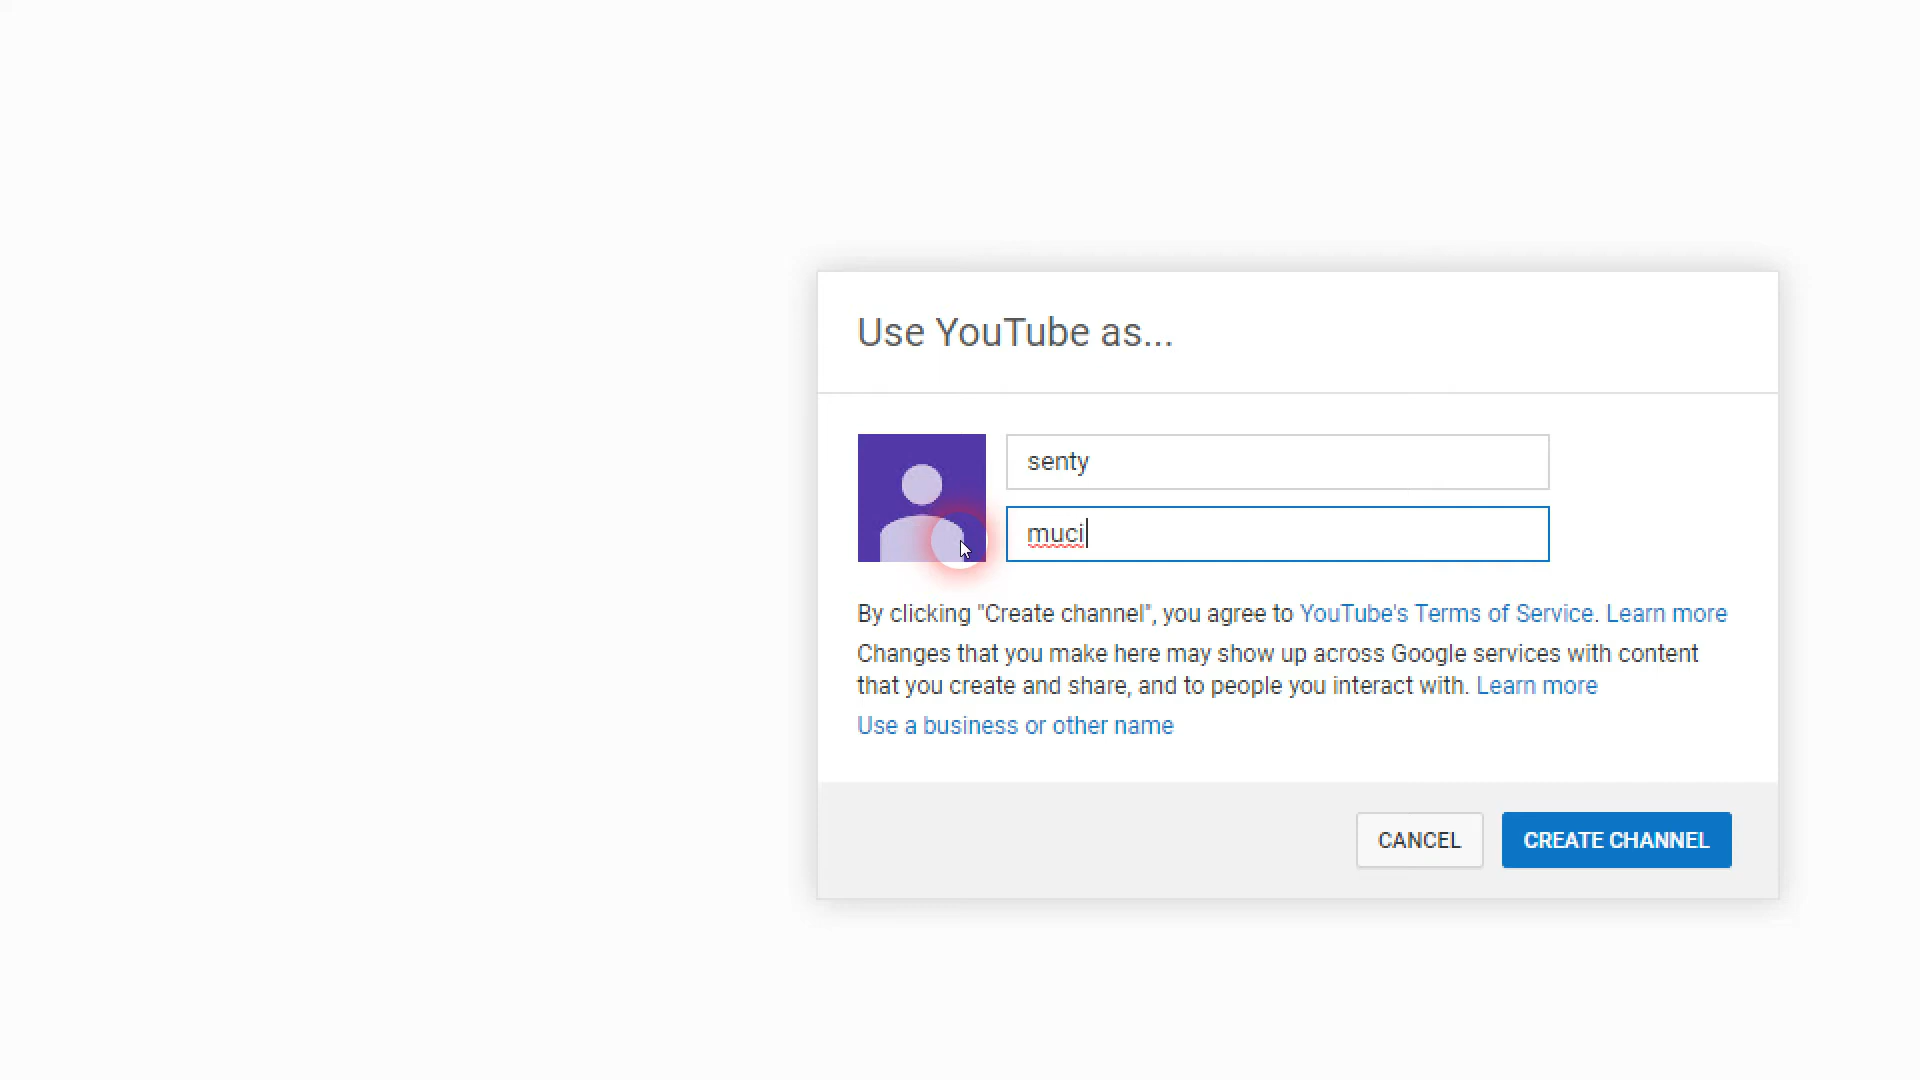 Use YouTube as...
senty
muci
By clicking "Create channel", you agree to YouTube's Terms of Service. Learn more
Changes that you make here may show up across Google services with content
that you create and share, and to people you interact with. Learn more
Use a business or other name
CANCEL
CREATE CHANNEL